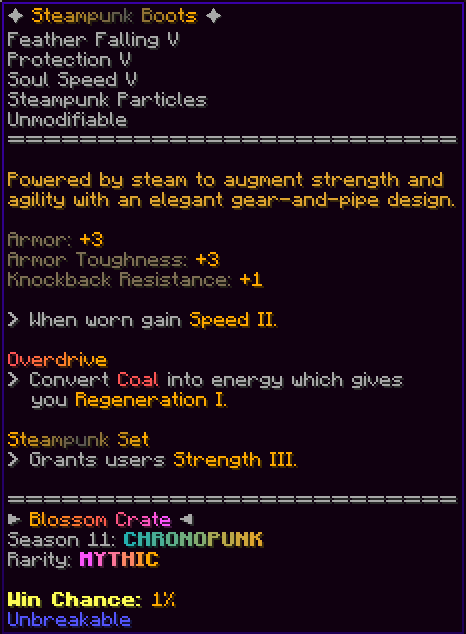 ✦ Steampunk Boots ✦
Feather Falling V
Protection V
Soul Speed V
Steampunk Particles
Unmodifiable
==============================
Powered by steam to augment strength and
agility with an elegant gear-and-pipe design.
Armor: +3
Armor Toughness: +3
Knockback Resistance: +1
> When worn gain Speed II.
Overdrive
> Convert Coal into energy which gives
you Regeneration I.
Steampunk Set
> Grants users Strength III.
==============================
► Blossom Crate ◄
Season 11: CHRONOPUNK
Rarity: MYTHIC
Win Chance: 1%
Unbreakable